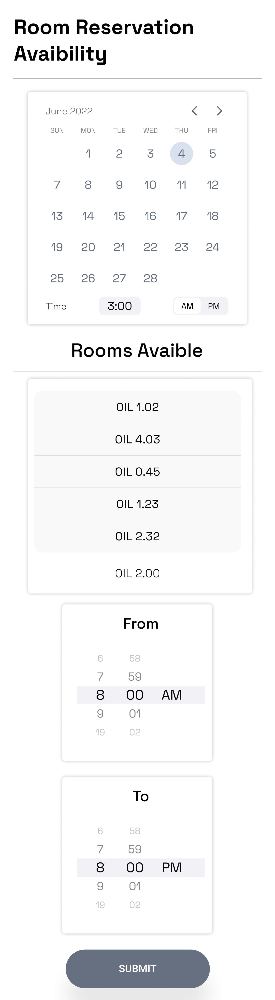 Room Reservation
Avaibility
June 2022
SUN MON TUE WED THU FRI
1 2 3 4 5
7 8 9 10 11 12
13 14 15 16 17 18
19 20 21 22 23 24
25 26 27 28
Time 3:00 AM PM
Rooms Avaible
OIL 1.02
OIL 4.03
OIL 0.45
OIL 1.23
OIL 2.32
OIL 2.00
From
6 58
7 59
8 00 AM
9 01
19 02
To
6 58
7 59
8 00 PM
9 01
19 02
SUBMIT